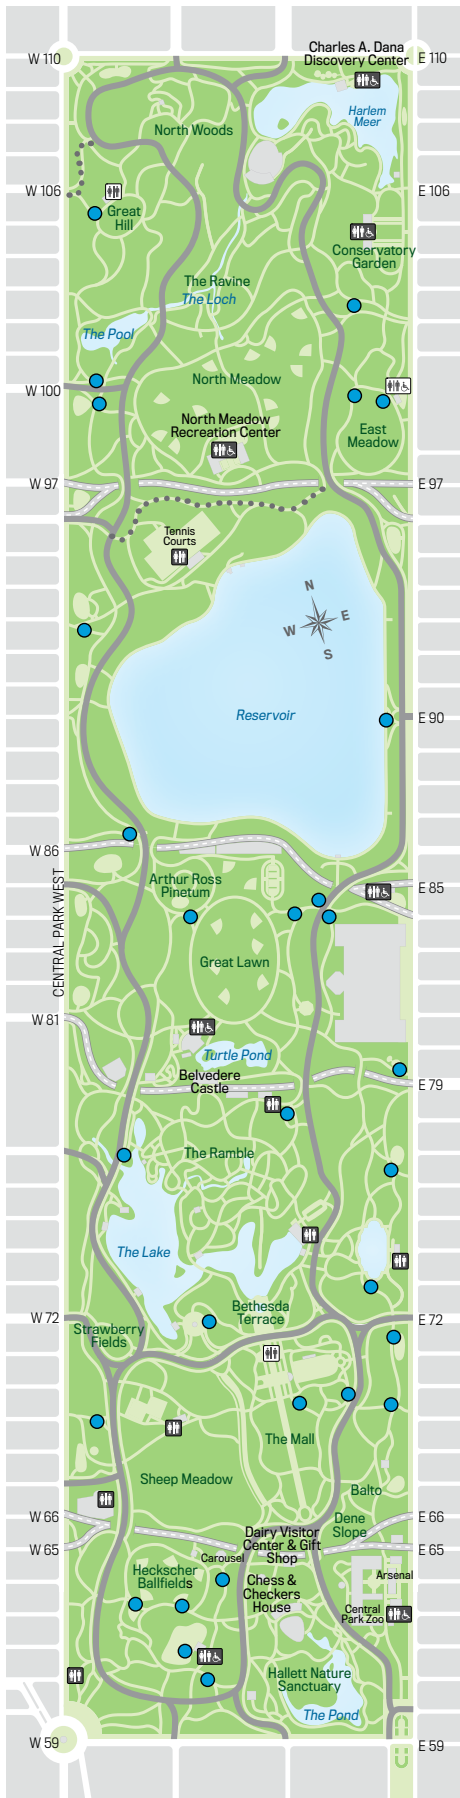 Charles A. Dana
Discovery Center
W 110
E 110
Harlem
Meer
North Woods
W 106
E 106
Great
Hill
Conservatory
Garden
The Ravine
The Loch
The Pool
North Meadow
W 100
North Meadow
Recreation Center
East
Meadow
W 97
E 97
Tennis
Courts
N
W
E
S
Reservoir
E 90
W 86
Arthur Ross
Pinetum
E 85
CENTRAL PARK WEST
Great Lawn
W 81
Turtle Pond
Belvedere
Castle
E 79
The Ramble
The Lake
Bethesda
Terrace
W 72
E 72
Strawberry
Fields
The Mall
Sheep Meadow
Balto
W 66
E 66
Dene
Slope
Dairy Visitor
Center & Gift
Shop
W 65
E 65
Carousel
Heckscher
Ballfields
Chess &
Checkers
House
Arsenal
Central
Park Zoo
Hallett Nature
Sanctuary
The Pond
W 59
E 59